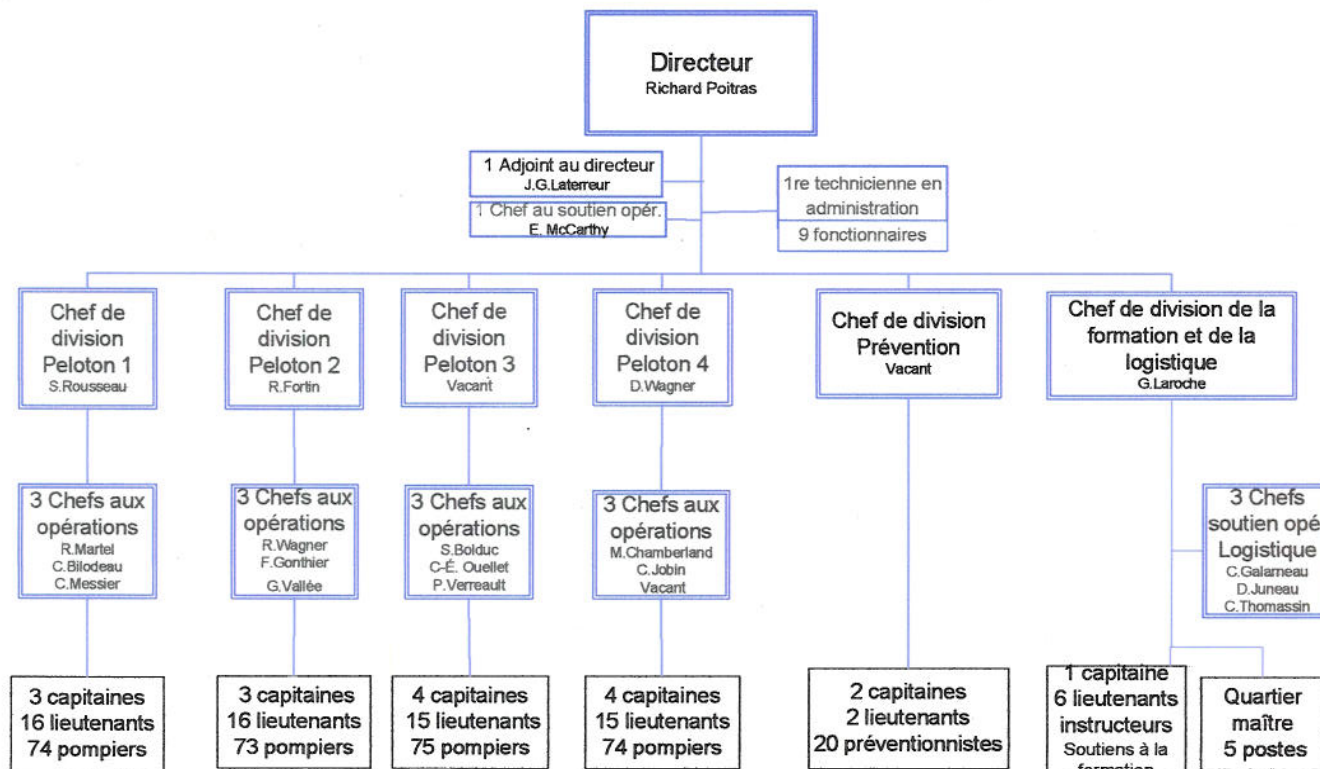 Directeur
Richard Poitras
1 Adjoint au directeur
J.G.Laterreur
1 Chef au soutien opér.
E. McCarthy
1re technicienne en
administration
9 fonctionnaires
Chef de
division
Peloton 1
S.Rousseau
Chef de
division
Peloton 2
R.Fortin
Chef de
division
Peloton 3
Vacant
Chef de
division
Peloton 4
D.Wagner
Chef de division
Prévention
Vacant
Chef de division de la
formation et de la
logistique
G.Laroche
3 Chefs aux
opérations
R.Martel
C.Bilodeau
C.Messier
3 Chefs aux
opérations
R.Wagner
F.Gonthier
G.Vallée
3 Chefs aux
opérations
S.Bolduc
C-É. Ouellet
P.Verreault
3 Chefs aux
opérations
M.Chamberland
C.Jobin
Vacant
3 Chefs
soutien opé
Logistique
C.Galarneau
D.Juneau
C.Thomassin
3 capitaines
16 lieutenants
74 pompiers
3 capitaines
16 lieutenants
73 pompiers
4 capitaines
15 lieutenants
75 pompiers
4 capitaines
15 lieutenants
74 pompiers
2 capitaines
2 lieutenants
20 préventionnistes
1 capitaine
6 lieutenants
instructeurs
Soutiens à la
formation
Quartier
maître
5 postes